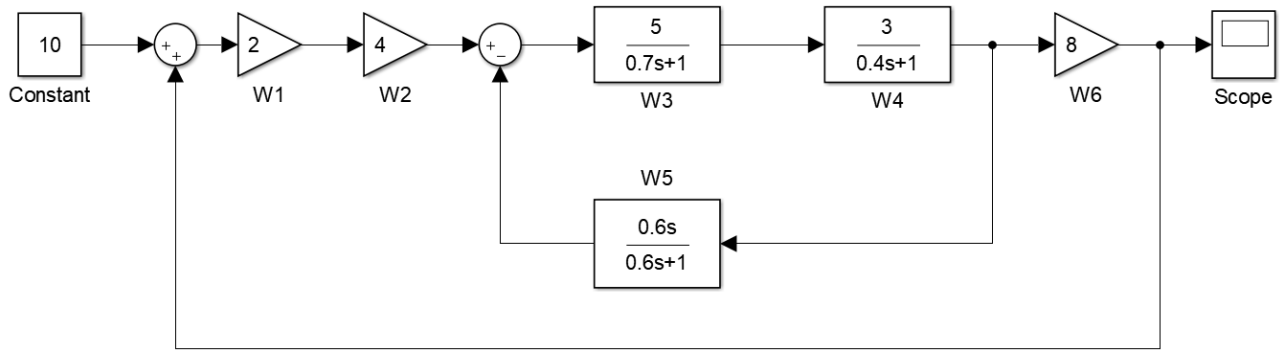 10
Constant
+
+
2
W1
4
W2
+
−
5
0.7s+1
W3
3
0.4s+1
W4
8
W6
Scope
W5
0.6s
0.6s+1